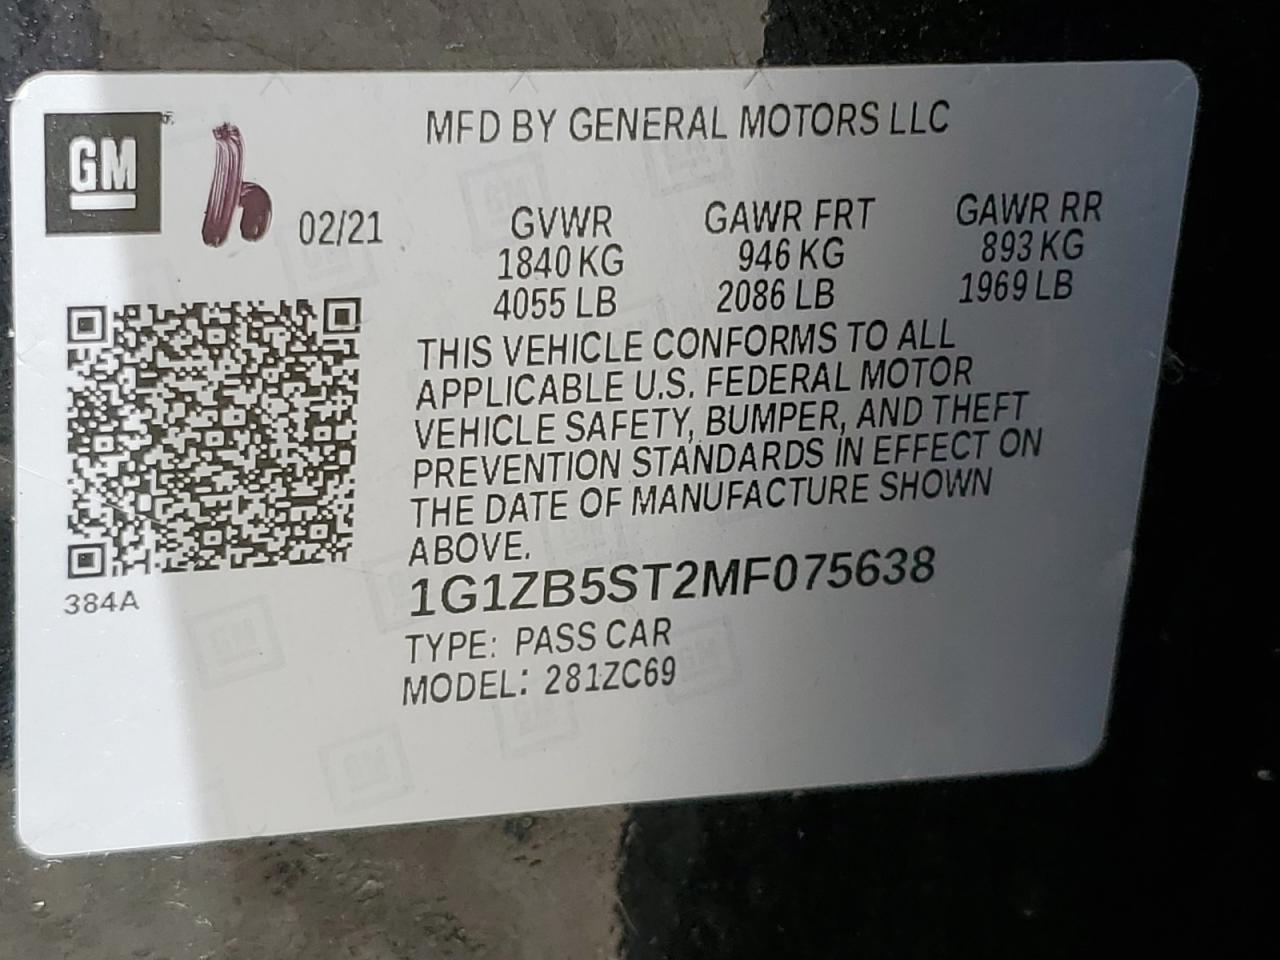 GM
MFD BY GENERAL MOTORS LLC
02/21
GVWR GAWR FRT GAWR RR
1840 KG 946 KG 893 KG
4055 LB 2086 LB 1969 LB
THIS VEHICLE CONFORMS TO ALL
APPLICABLE U.S. FEDERAL MOTOR
VEHICLE SAFETY, BUMPER, AND THEFT
PREVENTION STANDARDS IN EFFECT ON
THE DATE OF MANUFACTURE SHOWN
ABOVE.
384A
1G1ZB5ST2MF075638
TYPE: PASS CAR
MODEL: 281ZC69